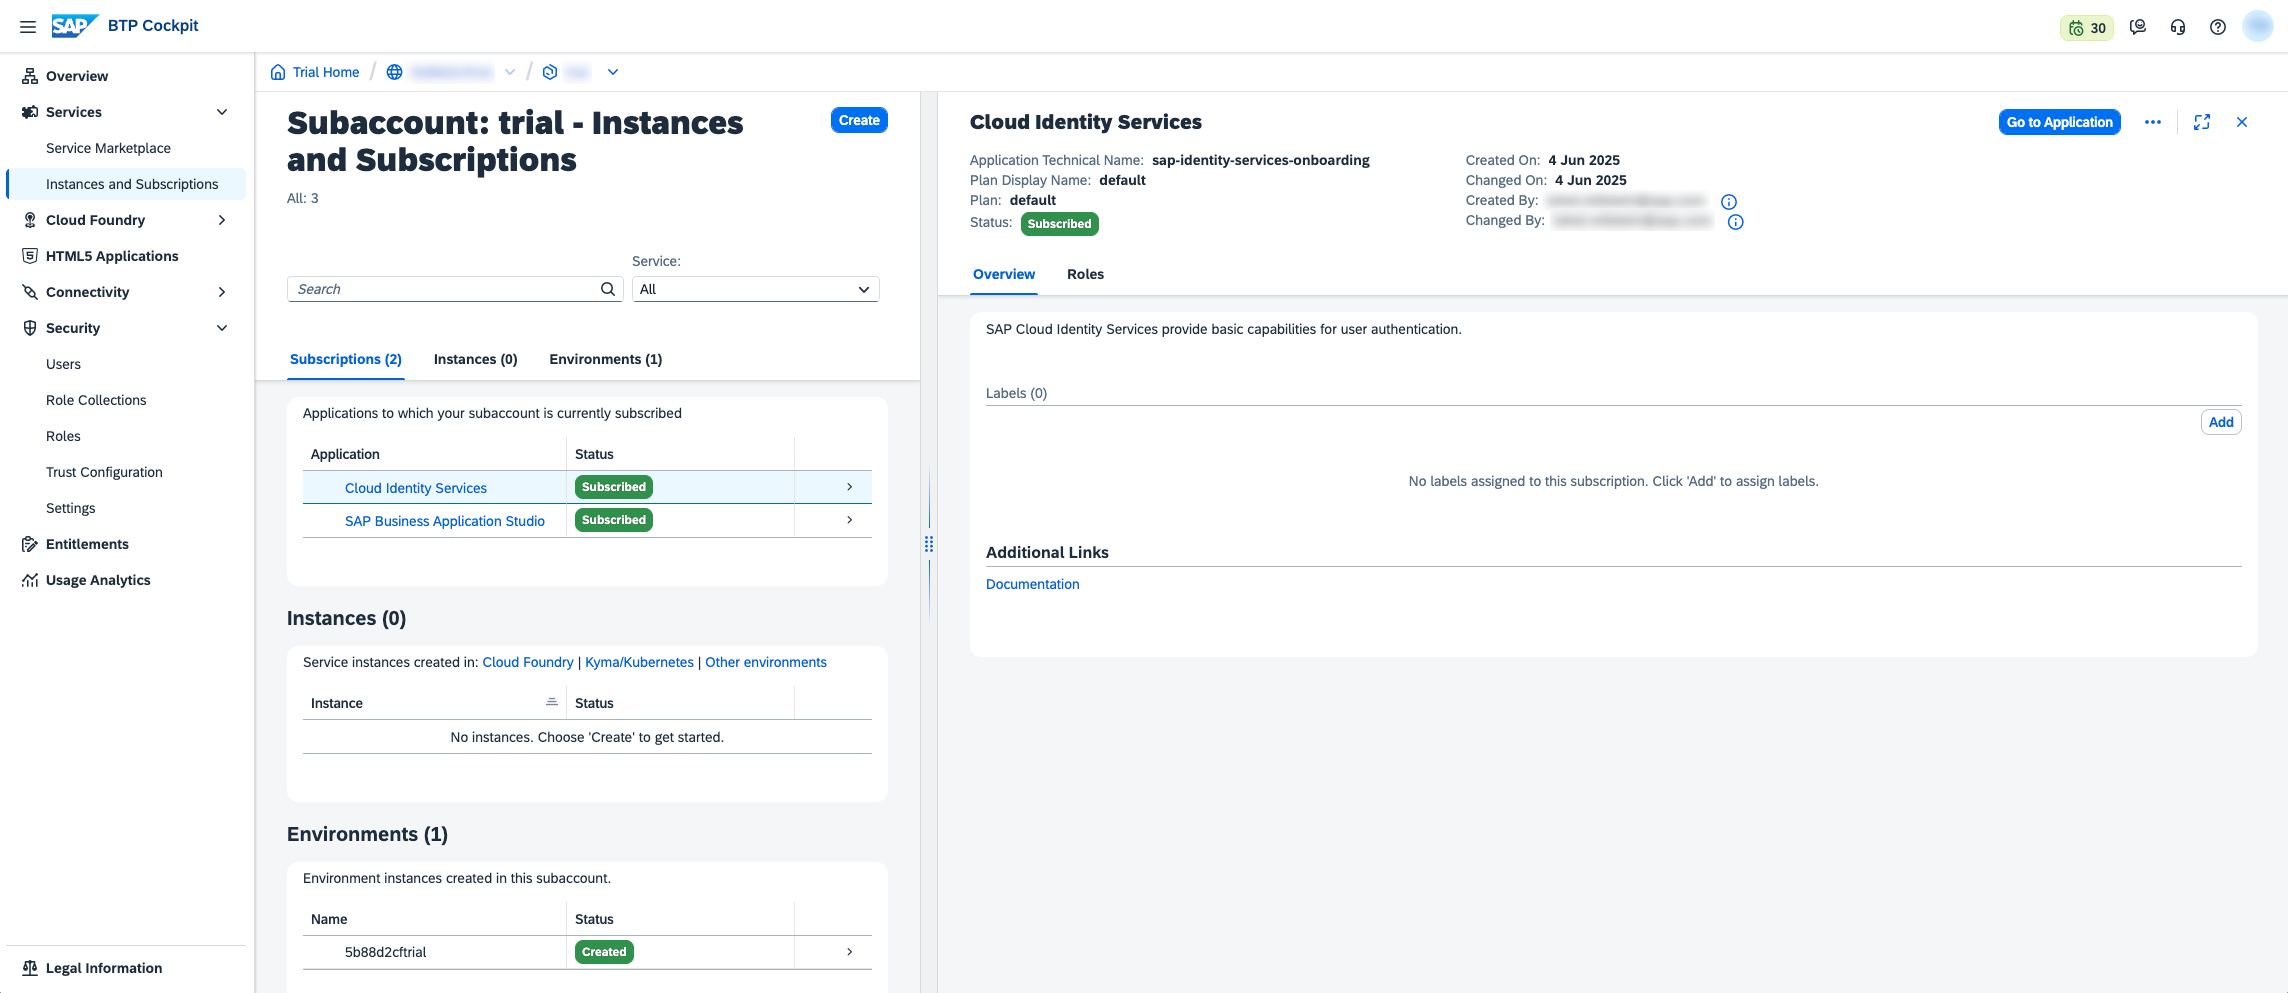 SAP BTP Cockpit
30
Overview
Services
Service Marketplace
Instances and Subscriptions
Cloud Foundry
HTML5 Applications
Connectivity
Security
Users
Role Collections
Roles
Trust Configuration
Settings
Entitlements
Usage Analytics
Legal Information
Trial Home / /
Subaccount: trial - Instances
and Subscriptions
Create
All: 3
Service:
Search
All
Subscriptions (2) Instances (0) Environments (1)
Applications to which your subaccount is currently subscribed
Application Status
Cloud Identity Services Subscribed
SAP Business Application Studio Subscribed
Instances (0)
Service instances created in: Cloud Foundry | Kyma/Kubernetes | Other environments
Instance Status
No instances. Choose 'Create' to get started.
Environments (1)
Environment instances created in this subaccount.
Name Status
5b88d2cftrial Created
Cloud Identity Services
Go to Application
Application Technical Name: sap-identity-services-onboarding
Plan Display Name: default
Plan: default
Status: Subscribed
Created On: 4 Jun 2025
Changed On: 4 Jun 2025
Created By:
Changed By:
Overview Roles
SAP Cloud Identity Services provide basic capabilities for user authentication.
Labels (0)
Add
No labels assigned to this subscription. Click 'Add' to assign labels.
Additional Links
Documentation